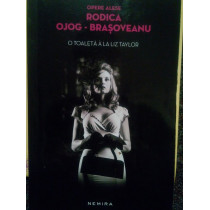 OPERE ALESE
RODICA
OJOG - BRAȘOVEANU
O TOALETĂ À LA LIZ TAYLOR
NEMIRA